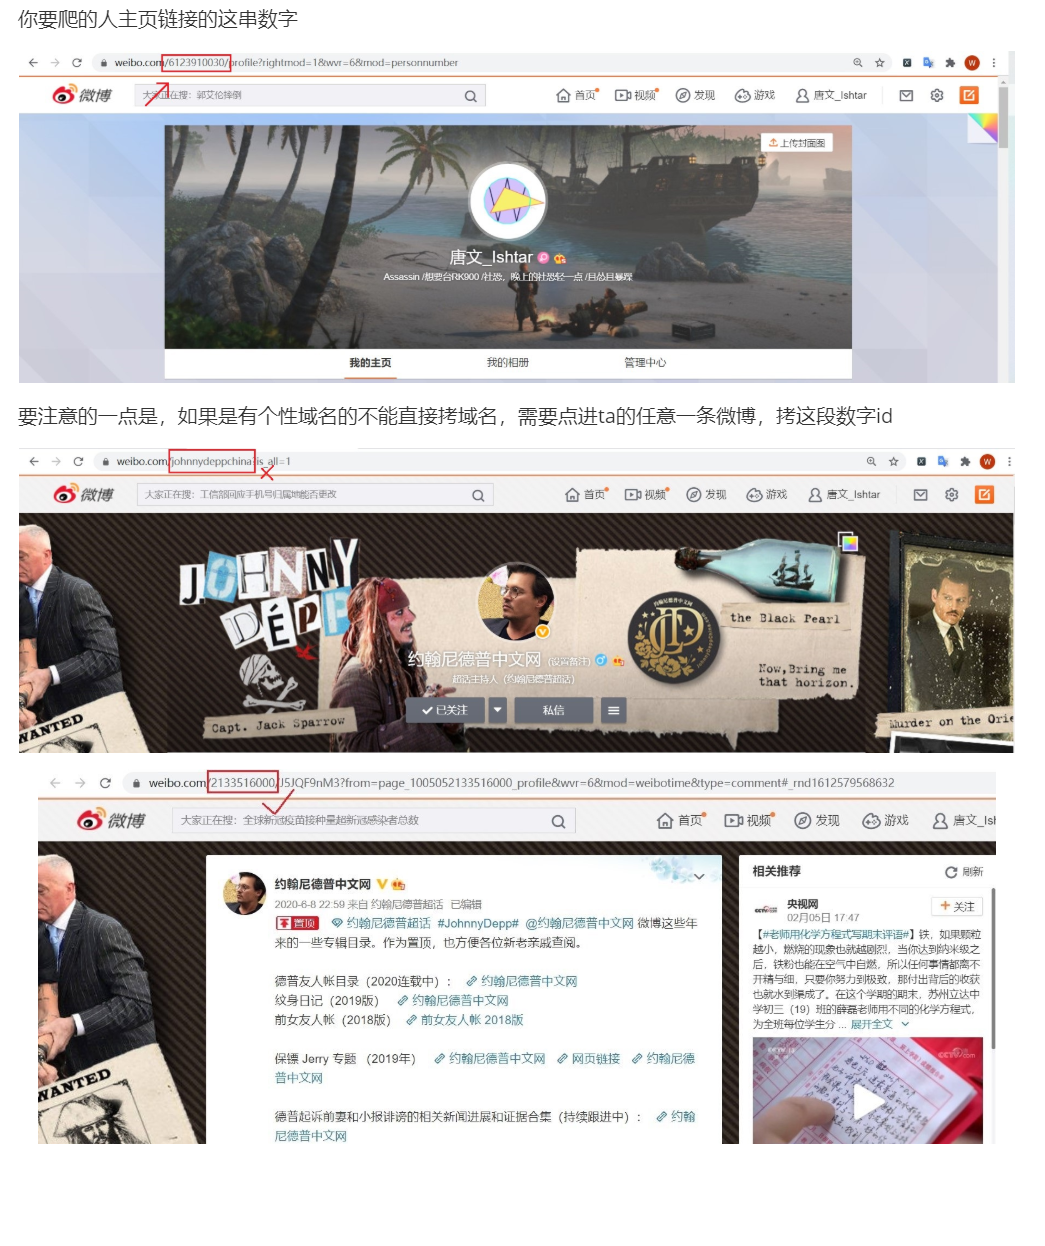 你要爬的人主页链接的这串数字
weibo.com/6123910030/profile?rightmod=1&wvr=6&mod=personnumber
W
微博
大家正在搜：郭艾伦摔倒
首页
视频
发现
游戏
唐文_Ishtar
上传封面图
唐文_Ishtar
我的主页
我的相册
管理中心
要注意的一点是，如果是有个性域名的不能直接拷域名，需要点进ta的任意一条微博，拷这段数字id
weibo.com/johnnydeppchina?is_all=1
W
微博
大家正在搜：工信部回应手机号归属地能否更改
首页
视频
发现
游戏
唐文_Ishtar
JOHNNY
DEPP
the Black Pearl
约翰尼德普中文网 (设置备注)
超话主持人（约翰尼德普超话）
Now,Bring me
that horizon.
已关注
私信
WANTED
Capt. Jack Sparrow
Murder on the Orie
weibo.com/2133516000/J5JQF9nM3?from=page_1005052133516000_profile&wvr=6&mod=weibotime&type=comment#_rnd1612579568632
微博
大家正在搜：全球新冠疫苗接种量超新冠感染者总数
首页
视频
发现
游戏
唐文_Isl
约翰尼德普中文网
2020-6-8 22:59 来自 约翰尼德普超话 已编辑
置顶 约翰尼德普超话 #JohnnyDepp# @约翰尼德普中文网 微博这些年
来的一些专辑目录。作为置顶，也方便各位新老亲戚查阅。
德普友人帐目录（2020连载中）： 约翰尼德普中文网
纹身日记（2019版） 约翰尼德普中文网
前女友人帐（2018版） 前女友人帐 2018版
保镖 Jerry 专题 （2019年） 约翰尼德普中文网 网页链接 约翰尼德
普中文网
德普起诉前妻和小报诽谤的相关新闻进展和证据合集（持续跟进中）： 约翰
尼德普中文网
相关推荐
刷新
央视网
02月05日 17:47
+ 关注
【#老师用化学方程式写期末评语#】铁，如果颗粒
越小，燃烧的现象也就越剧烈，当你达到纳米级之
后，铁粉也能在空气中自燃，所以任何事情都离不
开精与细，只要你努力到极致，那付出背后的收获
也就水到渠成了。在这个学期的期末，苏州立达中
学初三（19）班的薛磊老师用不同的化学方程式，
为全班每位学生分 ... 展开全文
WANTED